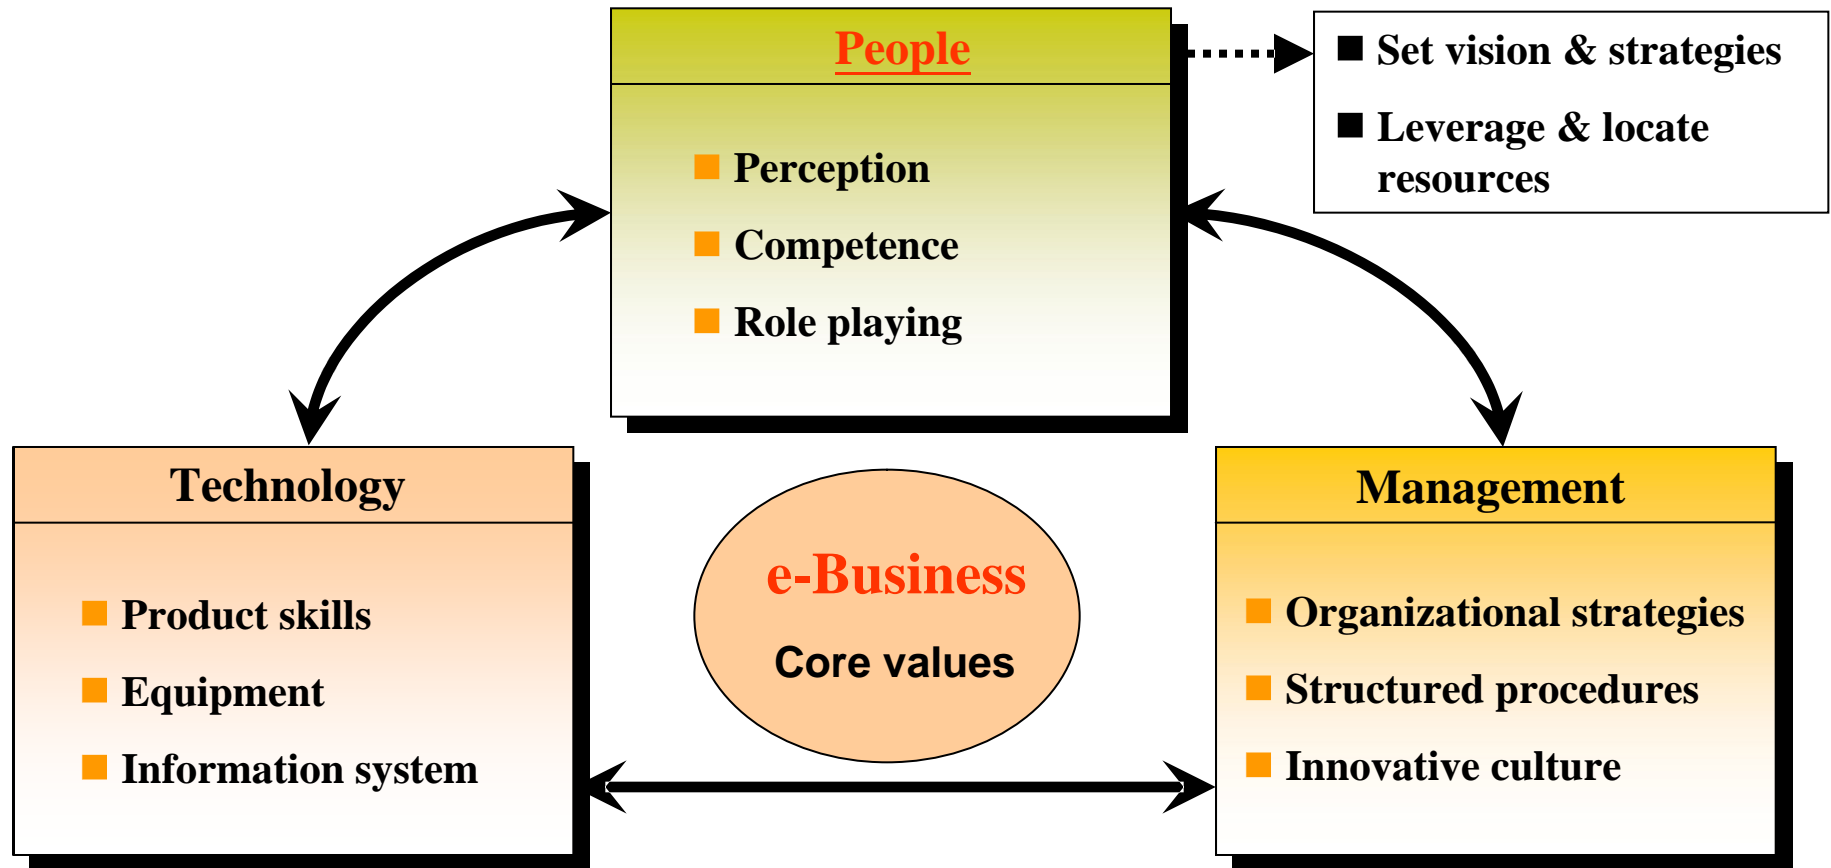 People
Perception
Competence
Role playing
Set vision & strategies
Leverage & locate
resources
Technology
Product skills
Equipment
Information system
e-Business
Core values
Management
Organizational strategies
Structured procedures
Innovative culture